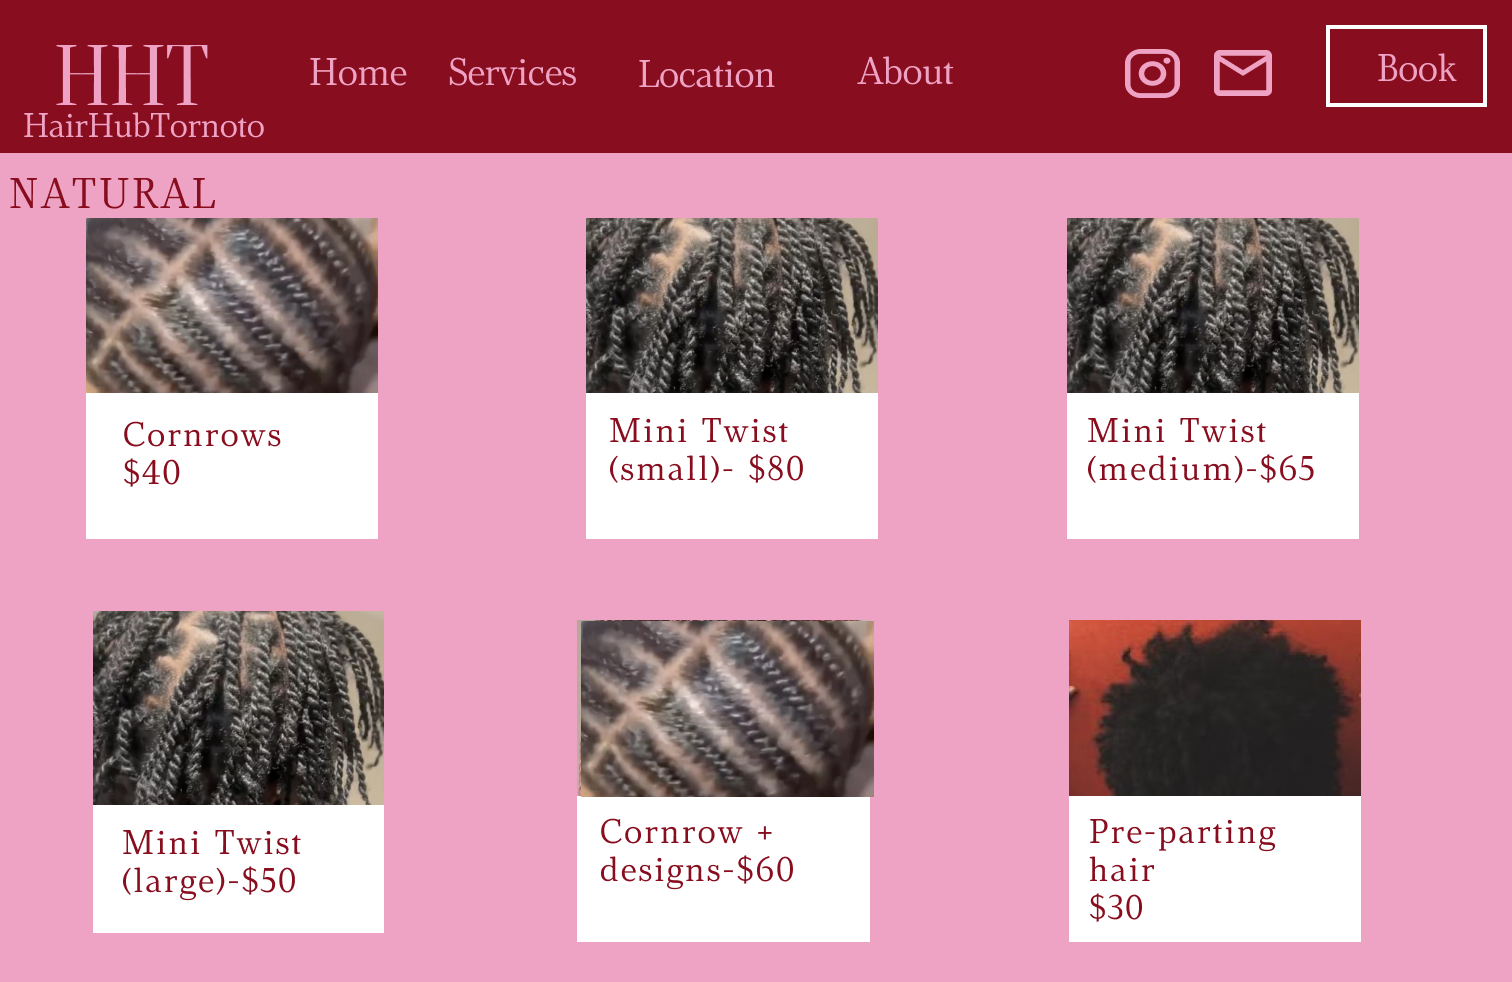 HHT
HairHubTornoto
Home
Services
Location
About
Book
NATURAL
Cornrows
$40
Mini Twist
(small)- $80
Mini Twist
(medium)-$65
Mini Twist
(large)-$50
Cornrow +
designs-$60
Pre-parting
hair
$30